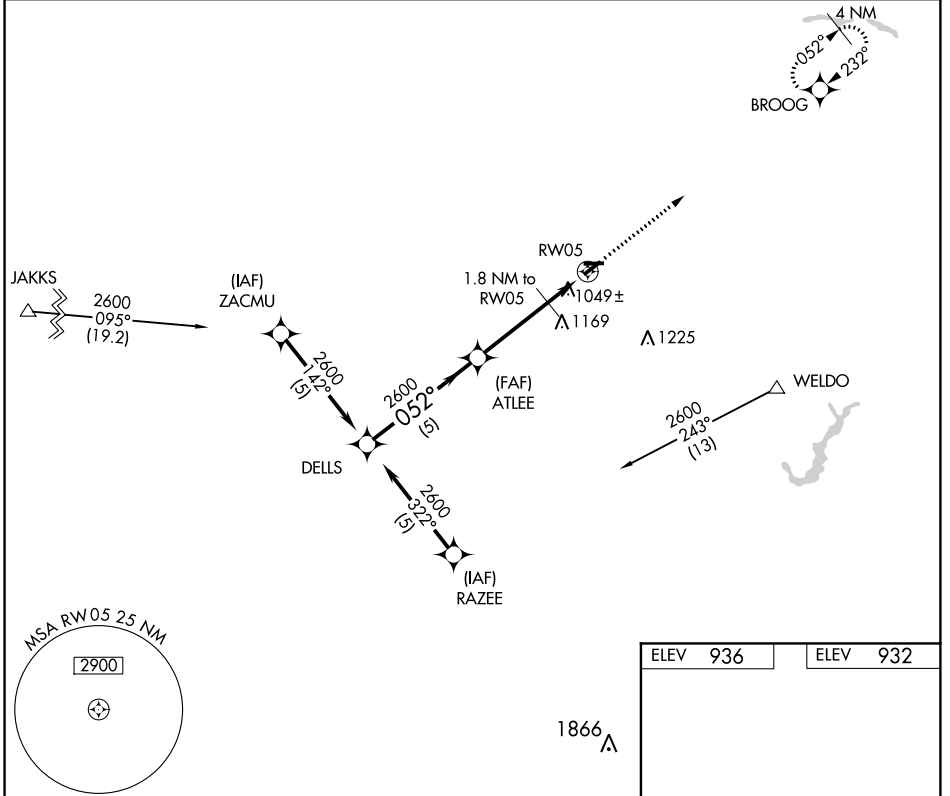 4 NM
052°
232°
BROOG
RW05
1.8 NM to
RW05
1049±
1169
1225
JAKKS
2600
095°
(19.2)
(IAF)
ZACMU
2600
142°
(5)
2600
052°
(5)
(FAF)
ATLEE
WELDO
2600
243°
(13)
DELLS
2600
322°
(5)
(IAF)
RAZEE
MSA RW05 25 NM
2900
ELEV 936
ELEV 932
1866